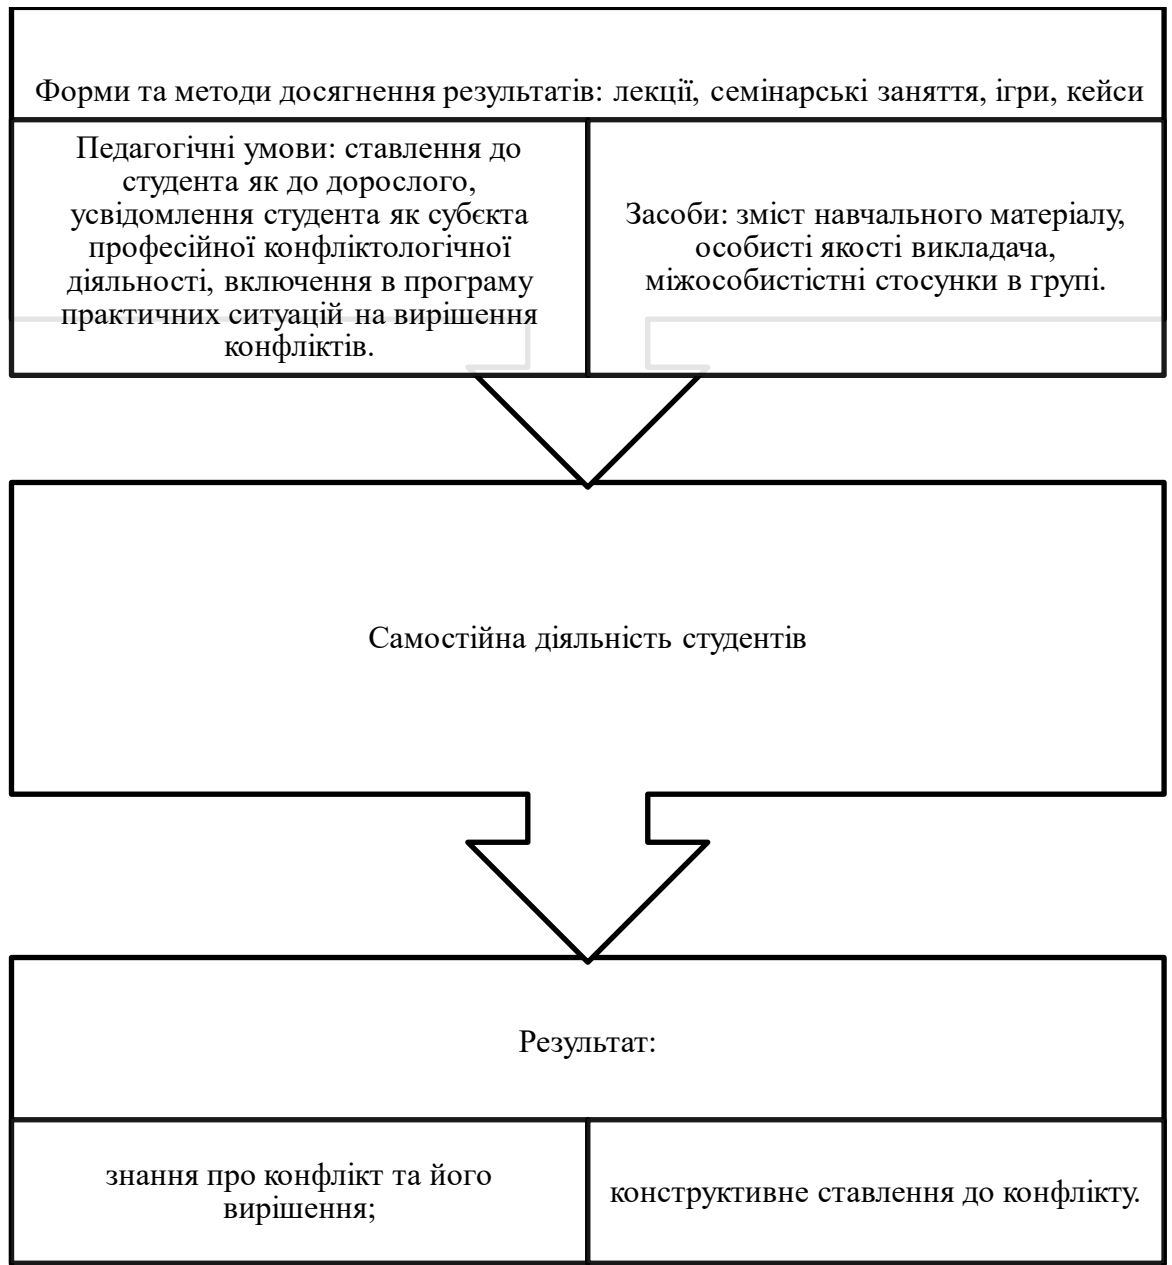 Форми та методи досягнення результатів: лекції, семінарські заняття, ігри, кейси
Педагогічні умови: ставлення до
студента як до дорослого,
усвідомлення студента як субєкта
професійної конфліктологічної
діяльності, включення в програму
практичних ситуацій на вирішення
конфліктів.
Засоби: зміст навчального матеріалу,
особисті якості викладача,
міжособистістні стосунки в групі.
Самостійна діяльність студентів
Результат:
знання про конфлікт та його
вирішення;
конструктивне ставлення до конфлікту.